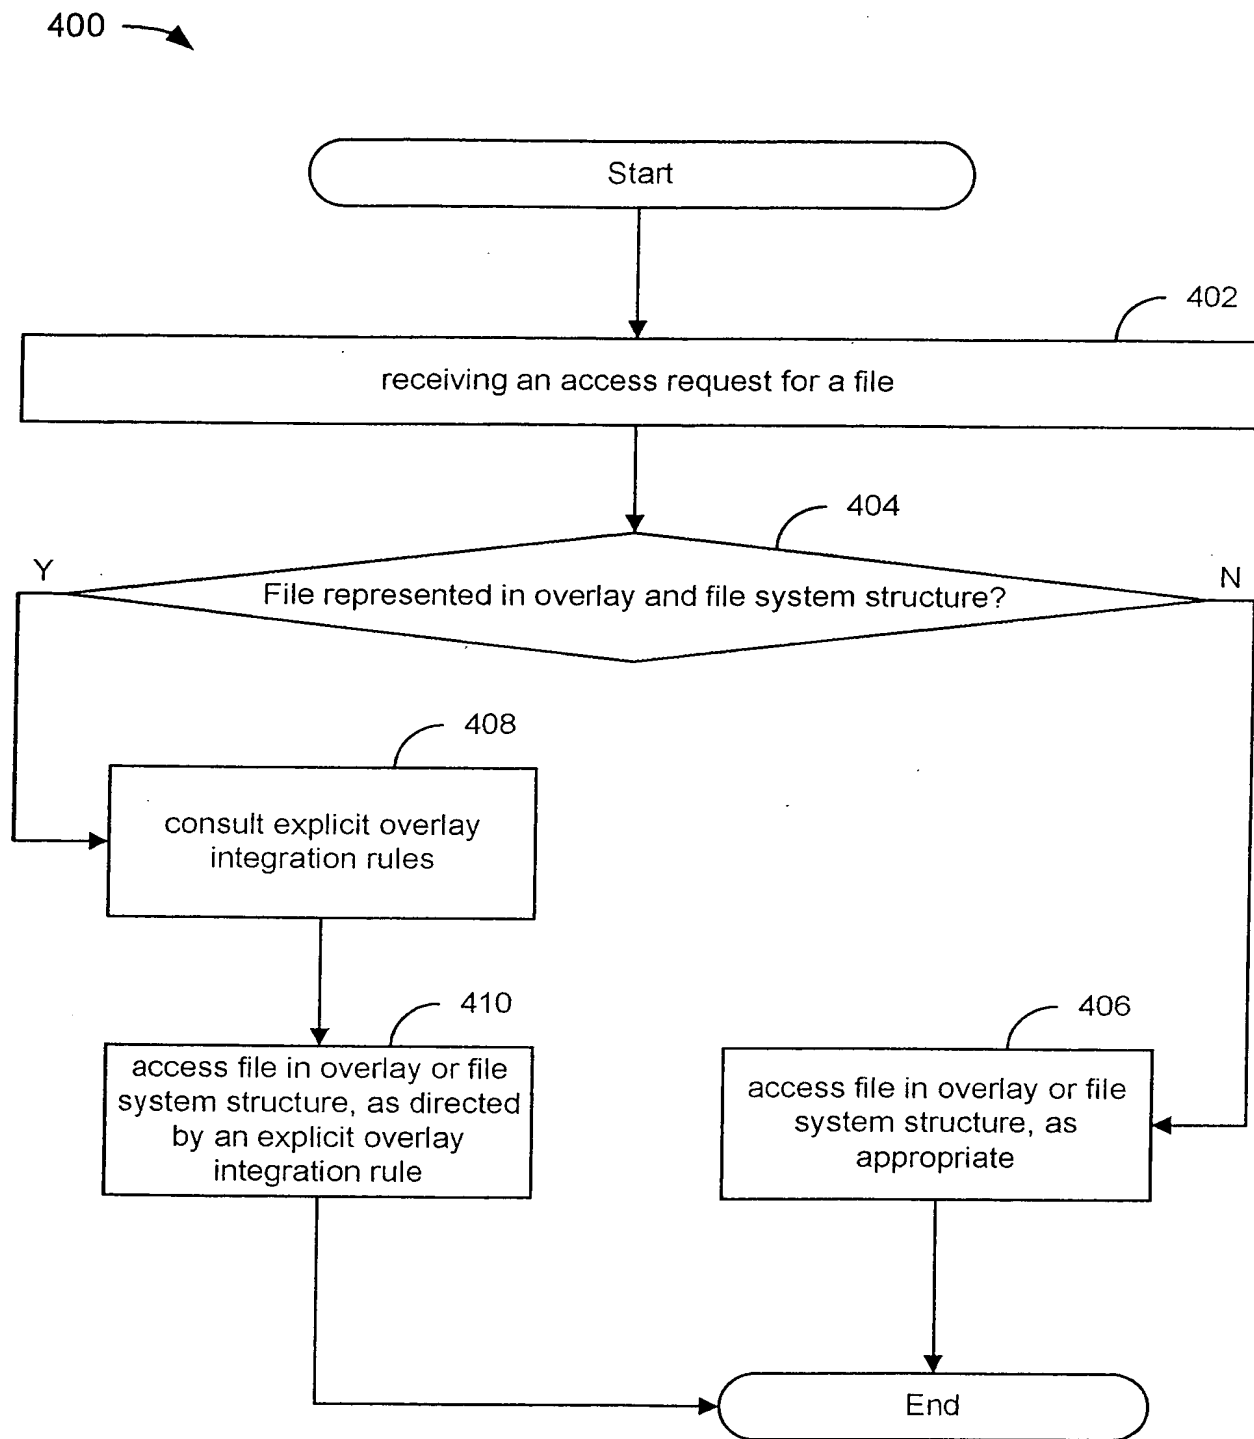 400
Start
402
receiving an access request for a file
404
Y
File represented in overlay and file system structure?
N
408
consult explicit overlay
integration rules
410
access file in overlay or file
system structure, as directed
by an explicit overlay
integration rule
406
access file in overlay or file
system structure, as
appropriate
End